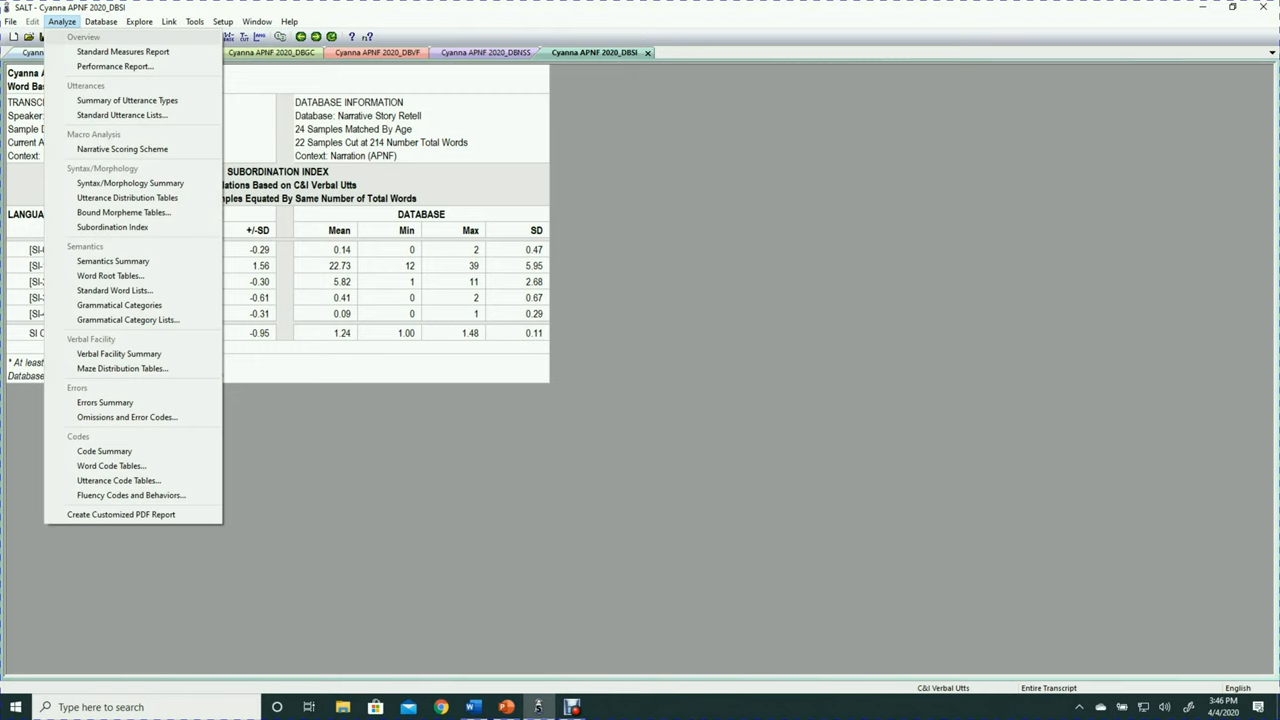 SALT - Cyanna APNF 2020_DBSI
File Edit Analyze Database Explore Link Tools Setup Window Help
Cyann
Cyanna APNF 2020_DBGC
Cyanna APNF 2020_DBVF
Cyanna APNF 2020_DBNSS
Cyanna APNF 2020_DBSI
Overview
Standard Measures Report
Performance Report...
Utterances
Summary of Utterance Types
Standard Utterance Lists...
Macro Analysis
Narrative Scoring Scheme
Syntax/Morphology
Syntax/Morphology Summary
Utterance Distribution Tables
Bound Morpheme Tables...
Subordination Index
Semantics
Semantics Summary
Word Root Tables...
Standard Word Lists...
Grammatical Categories
Grammatical Category Lists...
Verbal Facility
Verbal Facility Summary
Maze Distribution Tables...
Errors
Errors Summary
Omissions and Error Codes...
Codes
Code Summary
Word Code Tables...
Utterance Code Tables...
Fluency Codes and Behaviors...
Create Customized PDF Report
Cyanna A
Word Bas
TRANSC
Speaker:
Sample D
Current A
Context:
DATABASE INFORMATION
Database: Narrative Story Retell
24 Samples Matched By Age
22 Samples Cut at 214 Number Total Words
Context: Narration (APNF)
SUBORDINATION INDEX
lations Based on C&I Verbal Utts
ples Equated By Same Number of Total Words
LANGUA DATABASE
+/-SD Mean Min Max SD
-0.29 0.14 0 2 0.47
1.56 22.73 12 39 5.95
-0.30 5.82 1 11 2.68
-0.61 0.41 0 2 0.67
-0.31 0.09 0 1 0.29
SI C -0.95 1.24 1.00 1.48 0.11
* At least
Database
C&I Verbal Utts Entire Transcript English
Type here to search
3:46 PM
4/4/2020